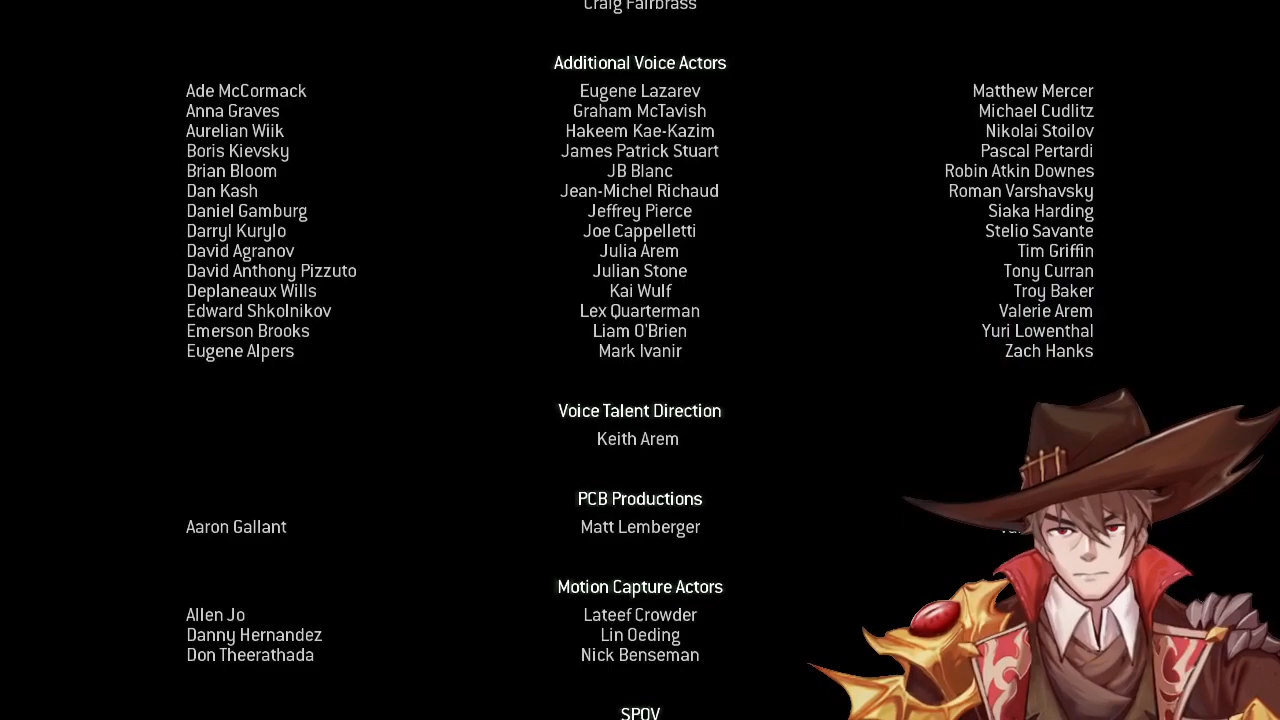 Craig Fairbrass
Additional Voice Actors
Ade McCormack Eugene Lazarev Matthew Mercer
Anna Graves Graham McTavish Michael Cudlitz
Aurelian Wiik Hakeem Kae-Kazim Nikolai Stoilov
Boris Kievsky James Patrick Stuart Pascal Pertardi
Brian Bloom JB Blanc Robin Atkin Downes
Dan Kash Jean-Michel Richaud Roman Varshavsky
Daniel Gamburg Jeffrey Pierce Siaka Harding
Darryl Kurylo Joe Cappelletti Stelio Savante
David Agranov Julia Arem Tim Griffin
David Anthony Pizzuto Julian Stone Tony Curran
Deplaneaux Wills Kai Wulf Troy Baker
Edward Shkolnikov Lex Quarterman Valerie Arem
Emerson Brooks Liam O'Brien Yuri Lowenthal
Eugene Alpers Mark Ivanir Zach Hanks
Voice Talent Direction
Keith Arem
PCB Productions
Aaron Gallant Matt Lemberger
Motion Capture Actors
Allen Jo Lateef Crowder
Danny Hernandez Lin Oeding
Don Theerathada Nick Benseman
SPOV